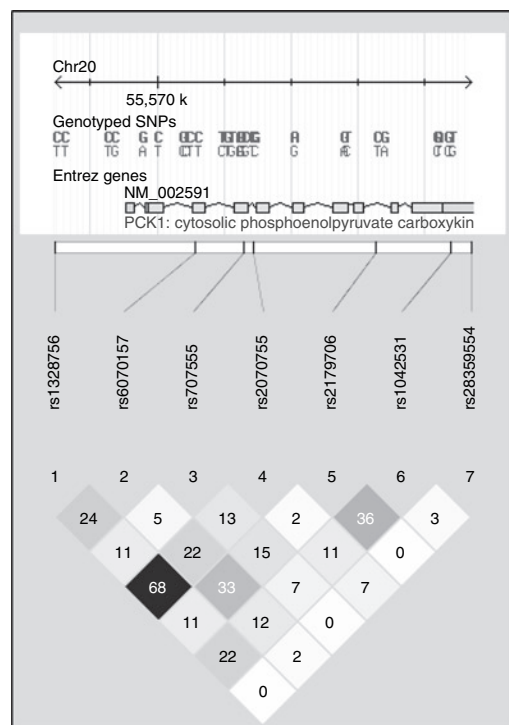 Chr20
55,570 k
Genotyped SNPs
Entrez genes
NM_002591
PCK1: cytosolic phosphoenolpyruvate carboxykin
rs1328756
rs6070157
rs707555
rs2070755
rs2179706
rs1042531
rs28359554
1 2 3 4 5 6 7
24 5 13 2 36 3
11 22 15 11 0
68 33 7 7
11 12 0
22 2
0